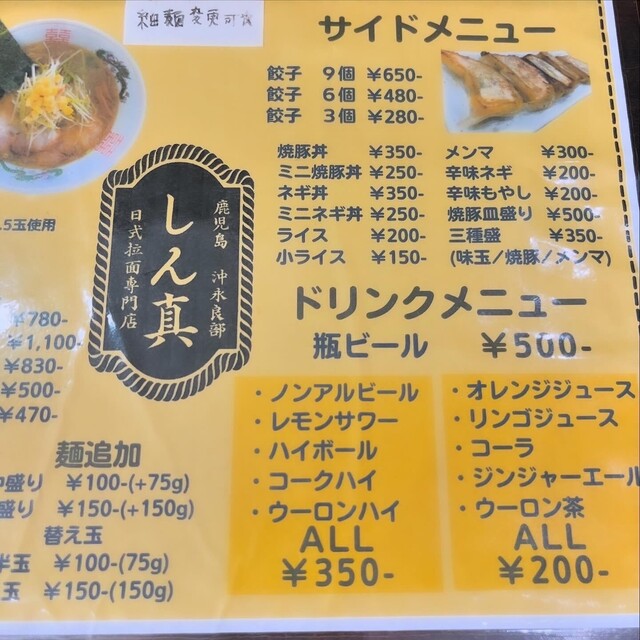 細麺変更可能
サイドメニュー
餃子 9個 ¥650-
餃子 6個 ¥480-
餃子 3個 ¥280-
焼豚丼 ¥350-
ミニ焼豚丼 ¥250-
ネギ丼 ¥350-
ミニネギ丼 ¥250-
ライス ¥200-
小ライス ¥150-
メンマ ¥300-
辛味ネギ ¥200-
辛味もやし ¥200-
焼豚皿盛り ¥500-
三種盛 ¥350-
(味玉/焼豚/メンマ)
鹿児島 沖永良部
しん真
日式拉面専門店
.5玉使用
¥780-
¥1,100-
¥830-
¥500-
¥470-
ドリンクメニュー
瓶ビール ¥500-
・ノンアルビール
・レモンサワー
・ハイボール
・コークハイ
・ウーロンハイ
ALL
¥350-
・オレンジジュース
・リンゴジュース
・コーラ
・ジンジャーエール
・ウーロン茶
ALL
¥200-
麺追加
盛り ¥100-(+75g)
盛り ¥150-(+150g)
替え玉
半玉 ¥100-(75g)
玉 ¥150-(150g)